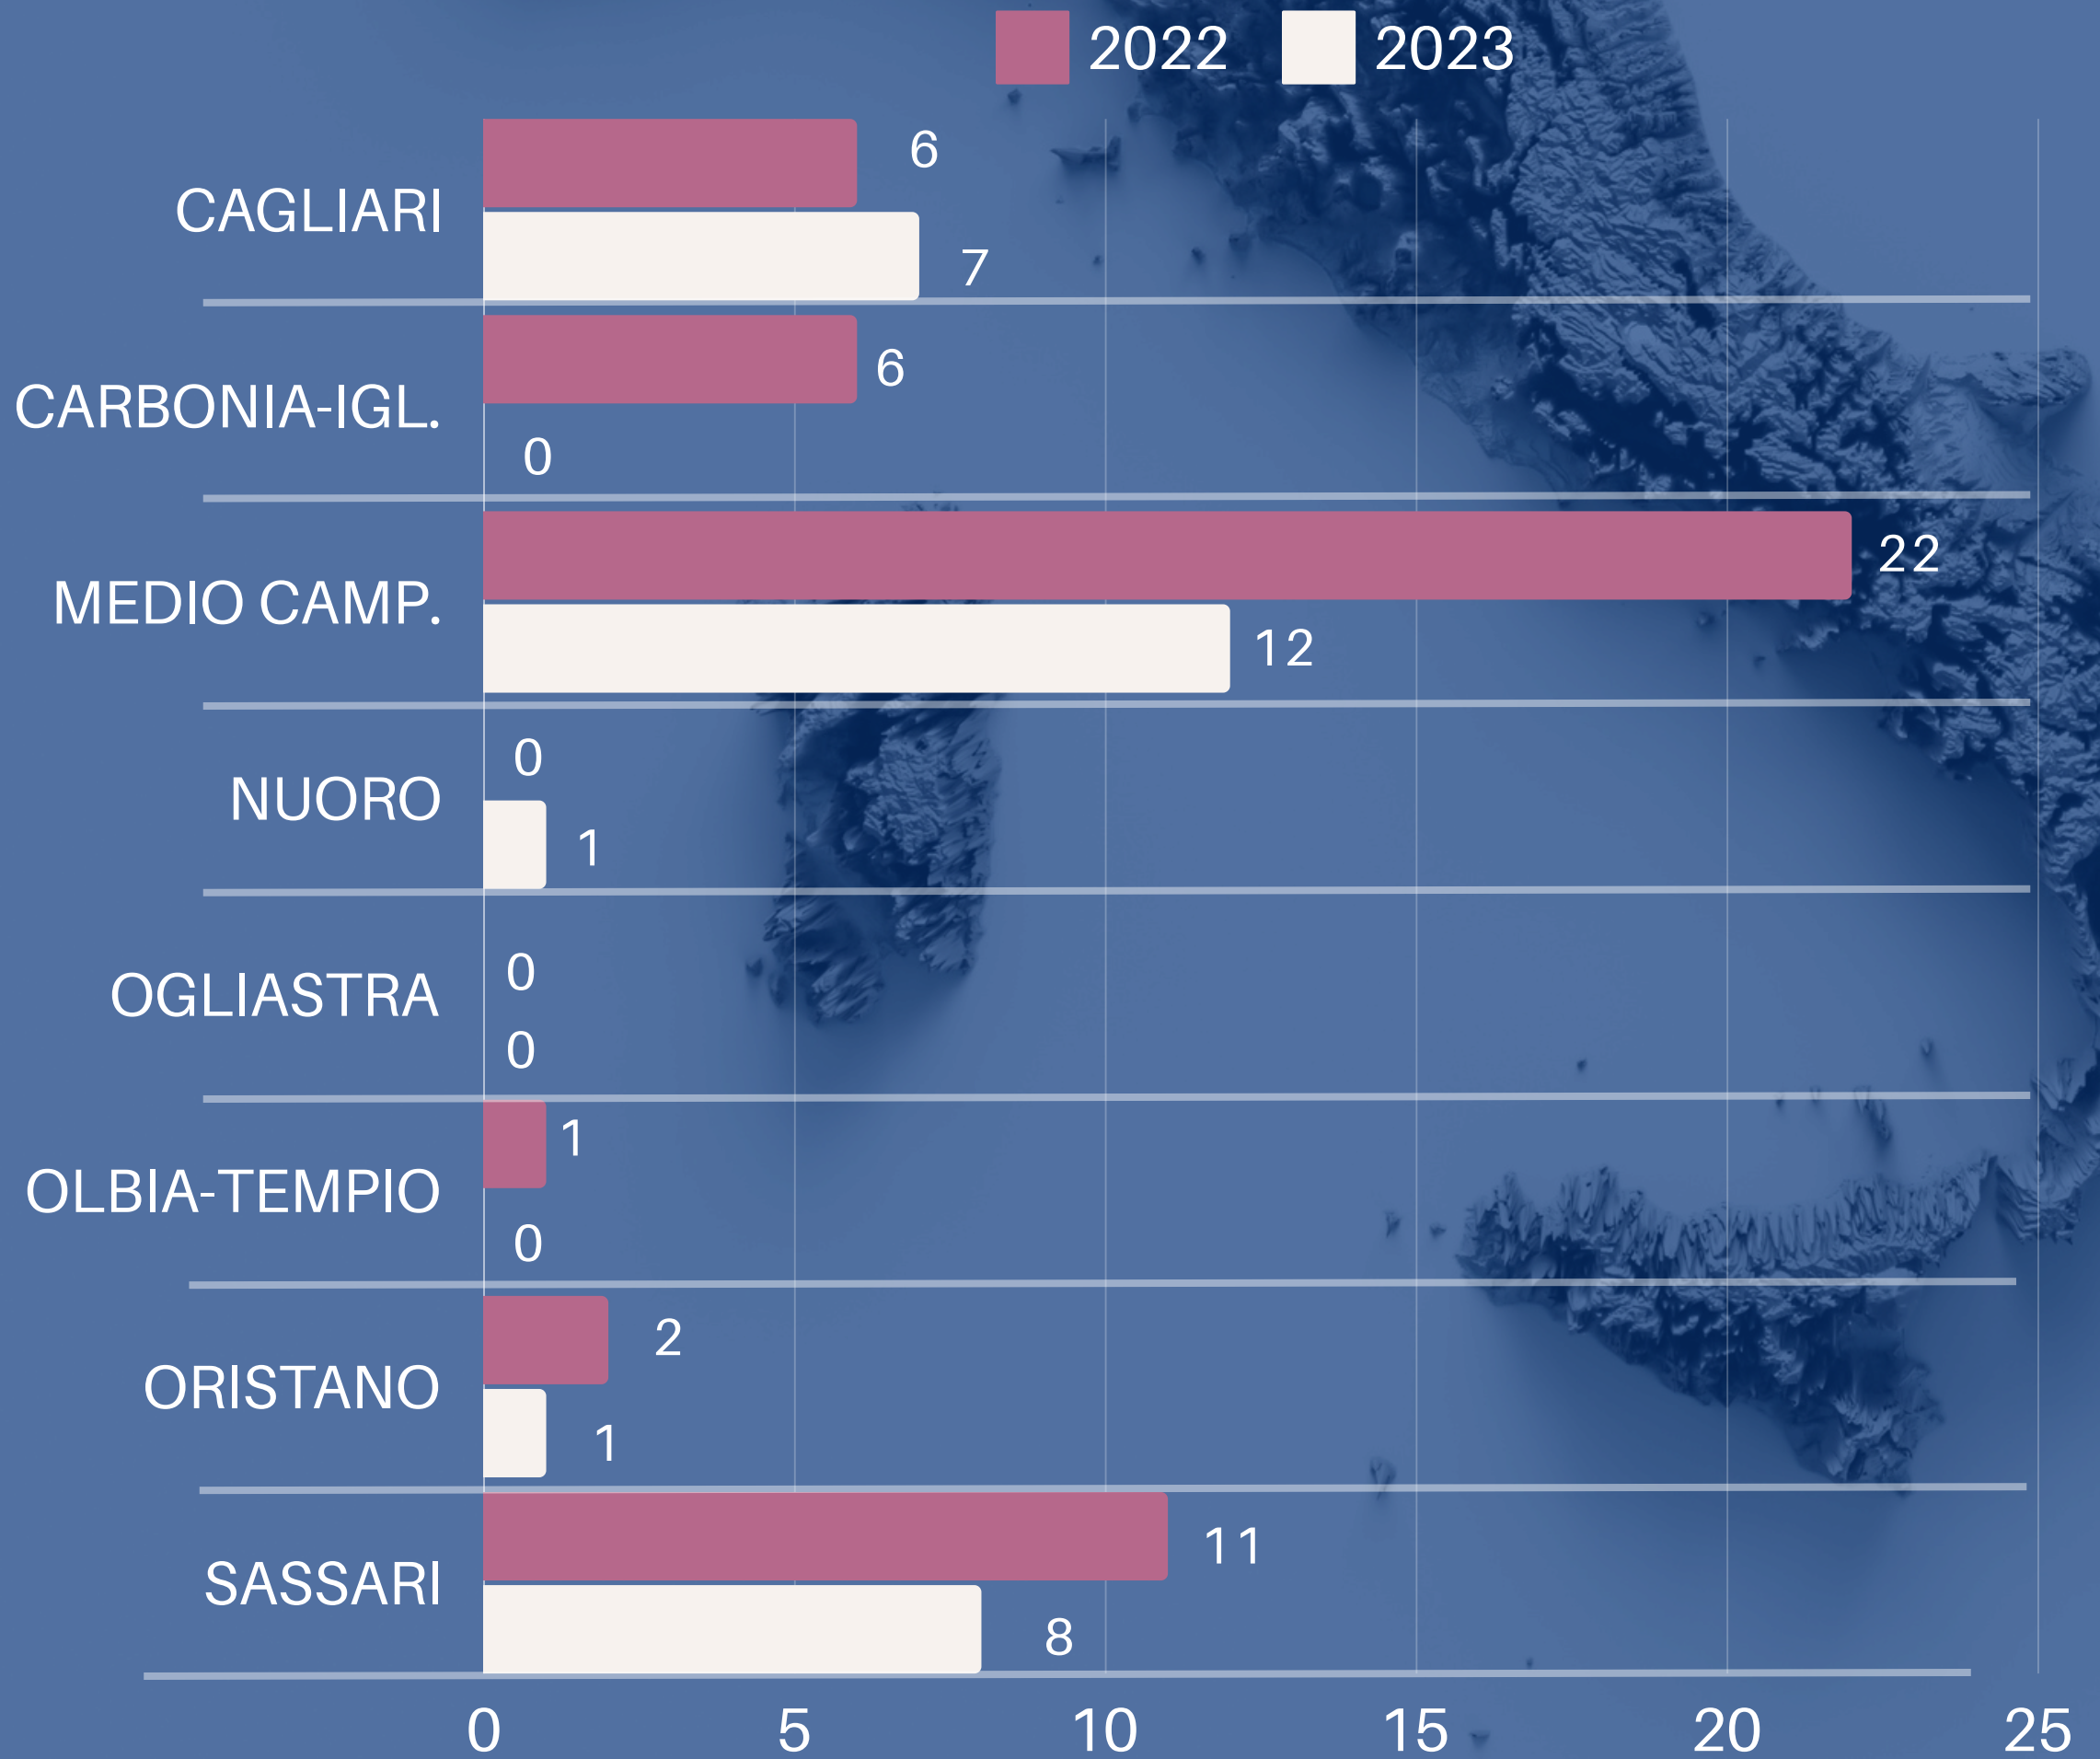 2022 2023
CAGLIARI
6
7
CARBONIA-IGL.
6
0
MEDIO CAMP.
22
12
NUORO
0
1
OGLIASTRA
0
0
OLBIA-TEMPIO
1
0
ORISTANO
2
1
SASSARI
11
8
0 5 10 15 20 25